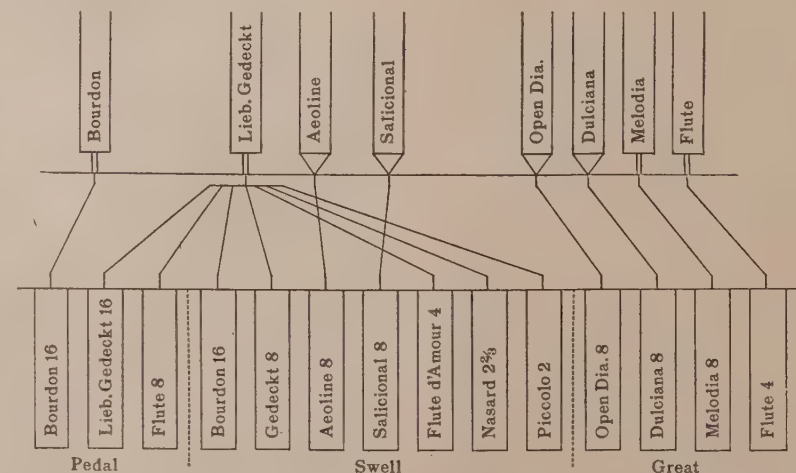 Bourdon
Lieb. Gedeckt
Aeoline
Salicional
Open Dia.
Dulciana
Melodia
Flute
Bourdon 16
Lieb. Gedeckt 16
Flute 8
Bourdon 16
Gedeckt 8
Aeoline 8
Salicional 8
Flute d'Amour 4
Nasard 2⅔
Piccolo 2
Open Dia. 8
Dulciana 8
Melodia 8
Flute 4
Pedal
Swell
Great